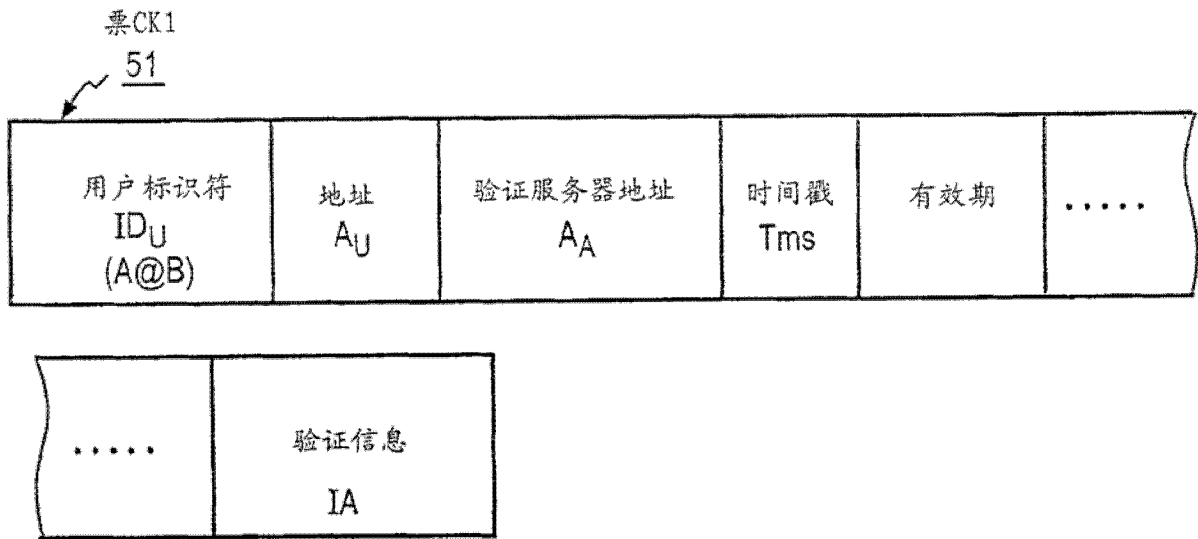 票CK1
51
用户标识符
IDU
(A@B)
地址
AU
验证服务器地址
AA
时间戳
Tms
有效期
.....
.....
验证信息
IA